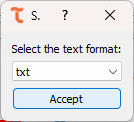 S. ?
Select the text format:
txt
Accept